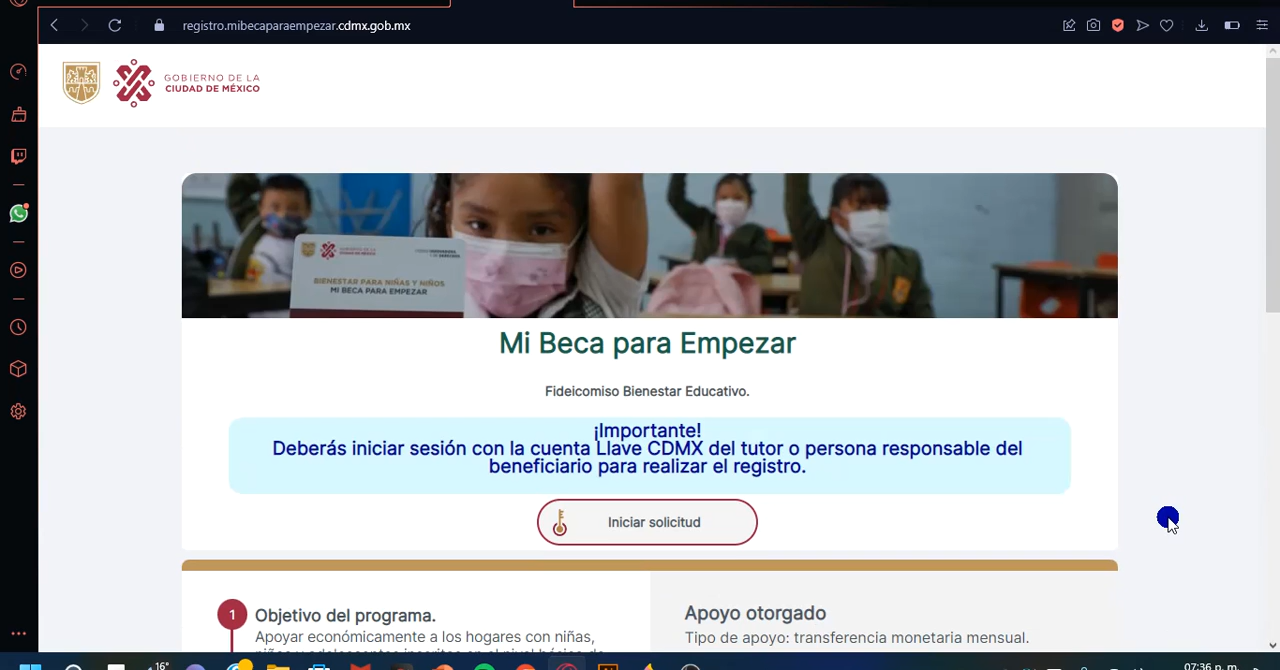 registro.mibecaparaempezar.cdmx.gob.mx
GOBIERNO DE LA
CIUDAD DE MÉXICO
BIENESTAR PARA NIÑAS Y NIÑOS
MI BECA PARA EMPEZAR
Mi Beca para Empezar
Fideicomiso Bienestar Educativo.
¡Importante!
Deberás iniciar sesión con la cuenta Llave CDMX del tutor o persona responsable del
beneficiario para realizar el registro.
Iniciar solicitud
1
Objetivo del programa.
Apoyar económicamente a los hogares con niñas,
Apoyo otorgado
Tipo de apoyo: transferencia monetaria mensual.
16°
07:36 p. m.